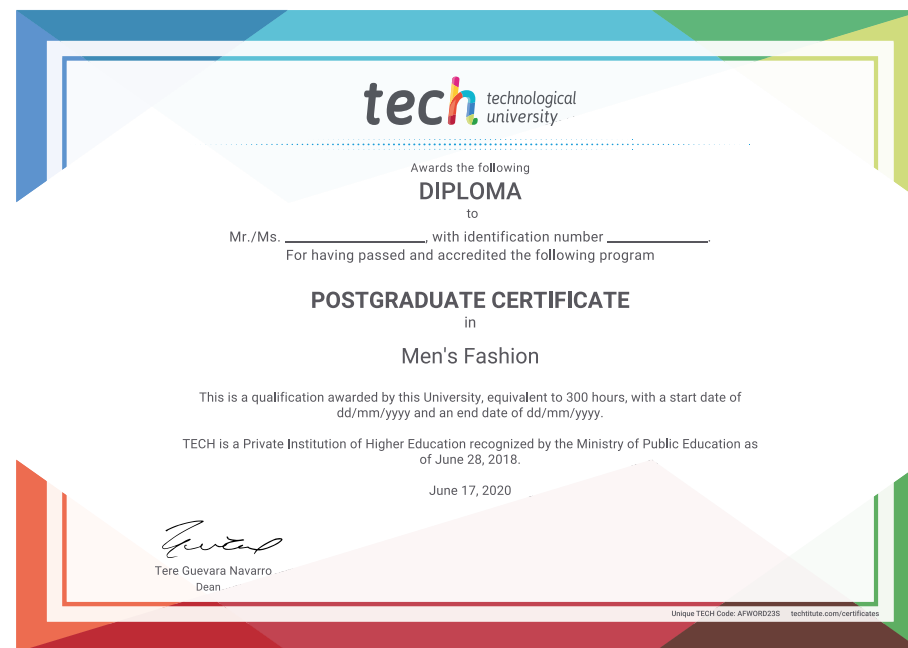 tech technological
university
Awards the following
DIPLOMA
to
Mr./Ms. ____________________, with identification number ______________.
For having passed and accredited the following program
POSTGRADUATE CERTIFICATE
in
Men's Fashion
This is a qualification awarded by this University, equivalent to 300 hours, with a start date of
dd/mm/yyyy and an end date of dd/mm/yyyy.
TECH is a Private Institution of Higher Education recognized by the Ministry of Public Education as
of June 28, 2018.
June 17, 2020
Tere Guevara Navarro
Dean
Unique TECH Code: AFWORD23S techtitute.com/certificates